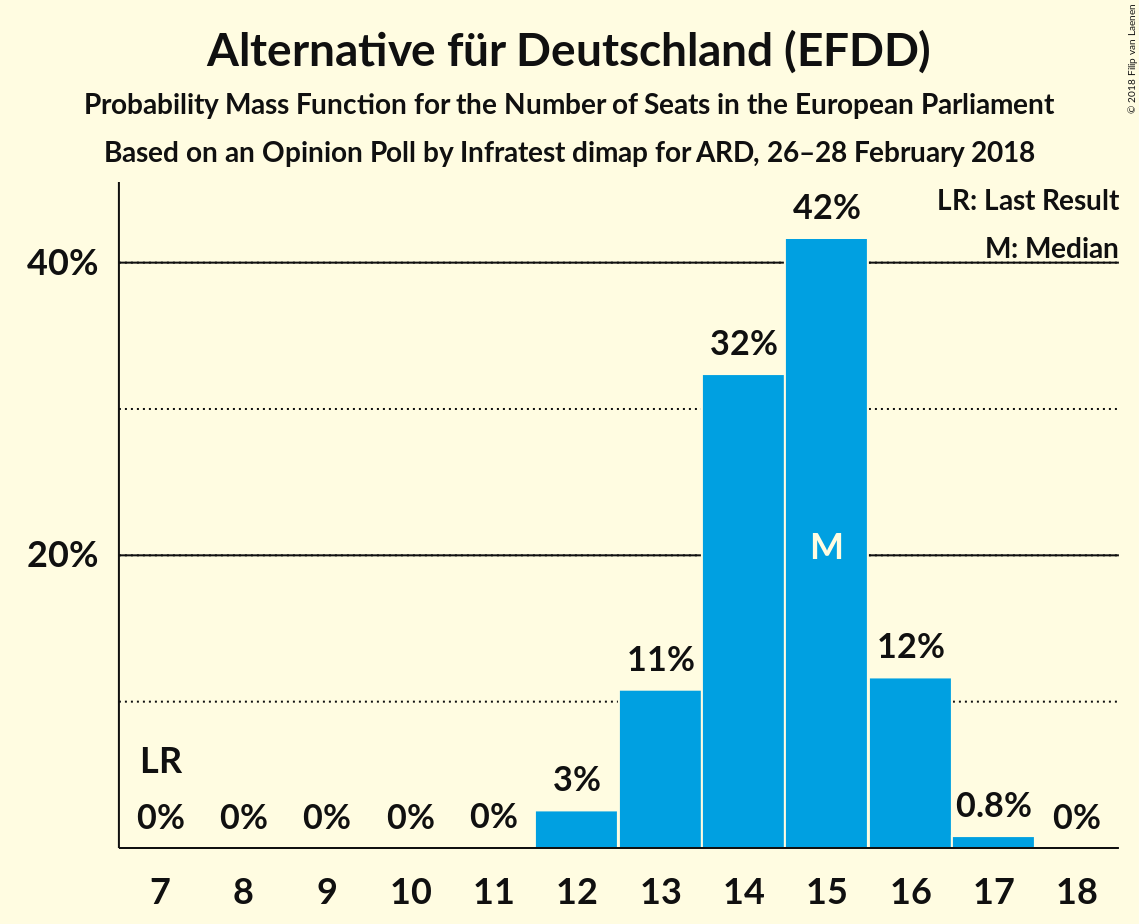 Alternative für Deutschland (EFDD)
Probability Mass Function for the Number of Seats in the European Parliament
Based on an Opinion Poll by Infratest dimap for ARD, 26–28 February 2018
© 2018 Filip van Laenen
LR: Last Result
M: Median
42%
40%
32%
20%
M
12%
11%
LR
3%
0.8%
0% 0% 0% 0% 0% 0%
7 8 9 10 11 12 13 14 15 16 17 18